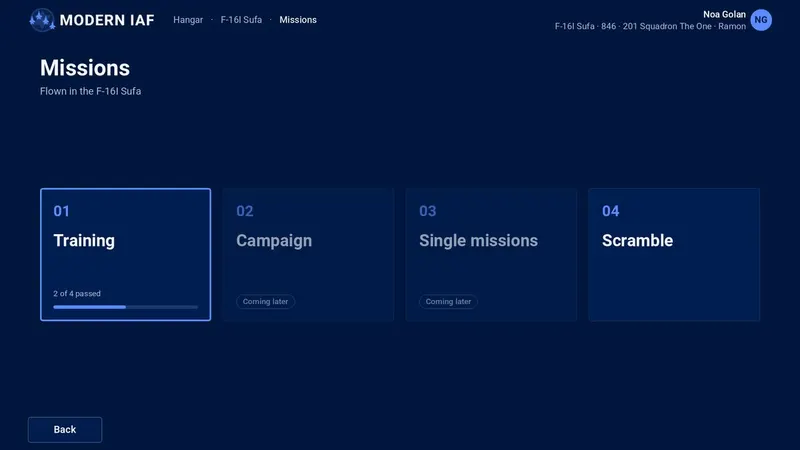 MODERN IAF
Hangar · F-16I Sufa · Missions
Noa Golan
F-16I Sufa · 846 · 201 Squadron The One · Ramon
NG
Missions
Flown in the F-16I Sufa
01
Training
2 of 4 passed
02
Campaign
Coming later
03
Single missions
Coming later
04
Scramble
Back